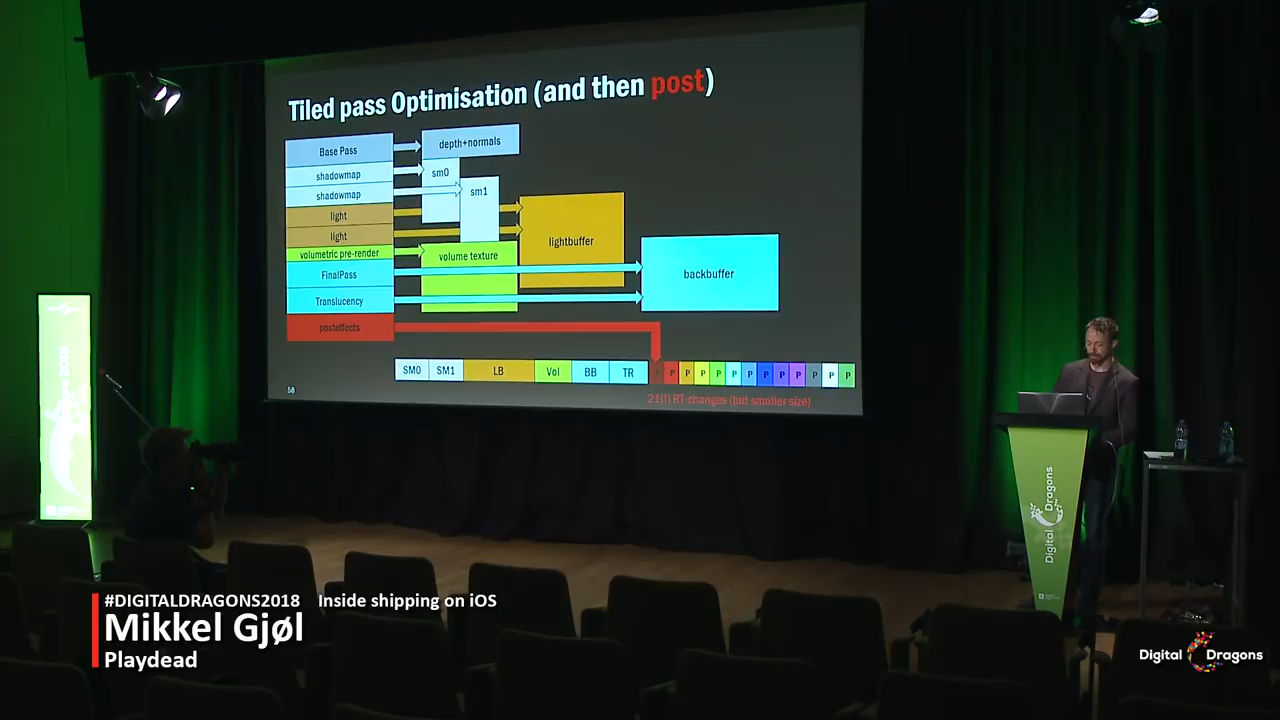 Tiled pass Optimisation (and then post)
Base Pass
depth+normals
shadowmap
sm0
shadowmap
sm1
light
light
lightbuffer
volumetric pre-render
volume texture
FinalPass
backbuffer
Translucency
posteffects
SM0 SM1 LB Vol BB TR P P P P P P P P P P P P
21(!) RT-changes (but smaller size)
58
Digital Dragons
#DIGITALDRAGONS2018 Inside shipping on iOS
Mikkel Gjøl
Playdead
Digital Dragons